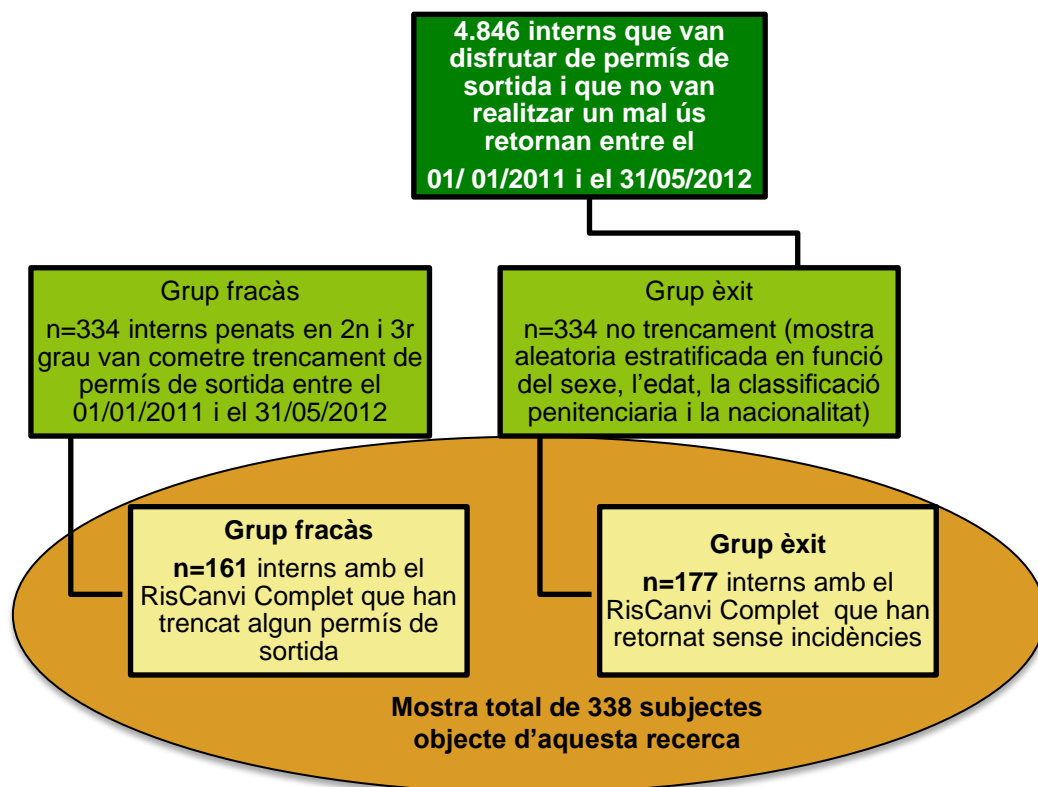 4.846 interns que van
disfrutar de permís de
sortida i que no van
realitzar un mal ús
retornan entre el
01/ 01/2011 i el 31/05/2012
Grup fracàs
n=334 interns penats en 2n i 3r
grau van cometre trencament de
permís de sortida entre el
01/01/2011 i el 31/05/2012
Grup èxit
n=334 no trencament (mostra
aleatoria estratificada en funció
del sexe, l'edat, la classificació
penitenciaria i la nacionalitat)
Grup fracàs
n=161 interns amb el
RisCanvi Complet que han
trencat algun permís de
sortida
Grup èxit
n=177 interns amb el
RisCanvi Complet que han
retornat sense incidències
Mostra total de 338 subjectes
objecte d'aquesta recerca